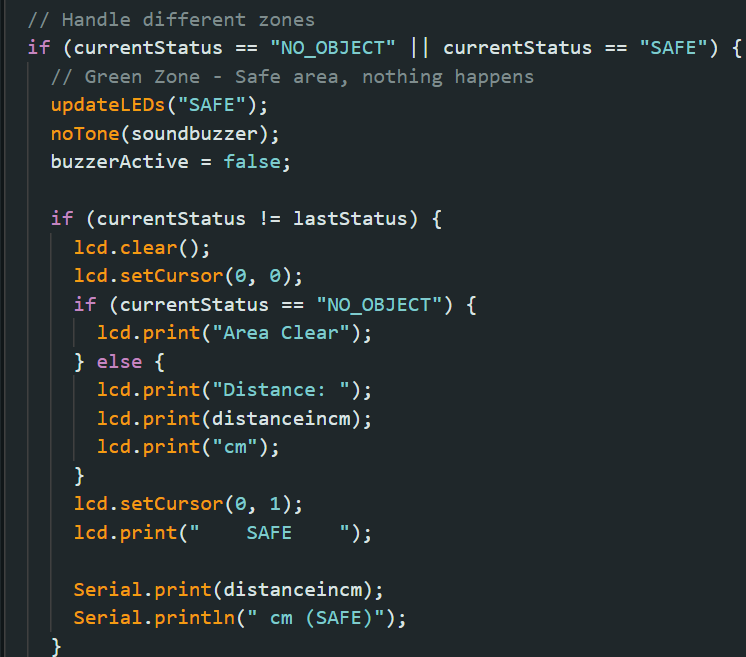 // Handle different zones
if (currentStatus == "NO_OBJECT" || currentStatus == "SAFE") {
  // Green Zone - Safe area, nothing happens
  updateLEDs("SAFE");
  noTone(soundbuzzer);
  buzzerActive = false;

  if (currentStatus != lastStatus) {
    lcd.clear();
    lcd.setCursor(0, 0);
    if (currentStatus == "NO_OBJECT") {
      lcd.print("Area Clear");
    } else {
      lcd.print("Distance: ");
      lcd.print(distanceincm);
      lcd.print("cm");
    }
    lcd.setCursor(0, 1);
    lcd.print("    SAFE    ");

    Serial.print(distanceincm);
    Serial.println(" cm (SAFE)");
  }